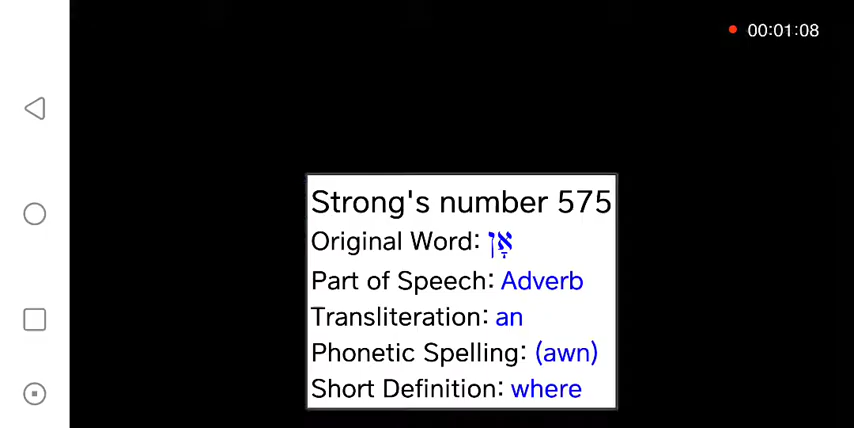 00:01:08
Strong's number 575
Original Word: אָן
Part of Speech: Adverb
Transliteration: an
Phonetic Spelling: (awn)
Short Definition: where